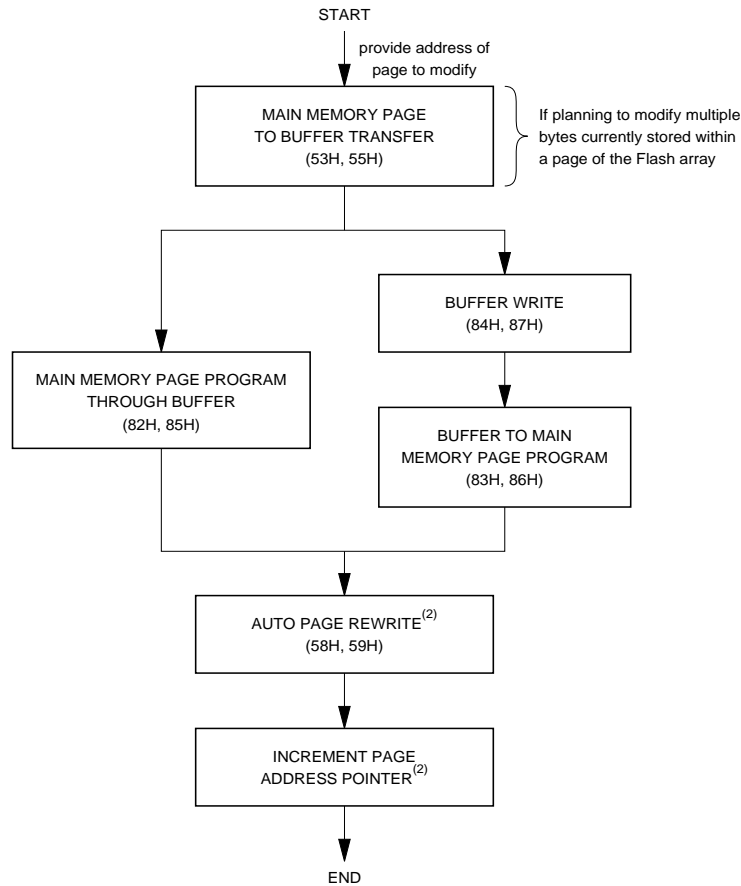 START
provide address of
page to modify
MAIN MEMORY PAGE
TO BUFFER TRANSFER
(53H, 55H)
If planning to modify multiple
bytes currently stored within
a page of the Flash array
BUFFER WRITE
(84H, 87H)
MAIN MEMORY PAGE PROGRAM
THROUGH BUFFER
(82H, 85H)
BUFFER TO MAIN
MEMORY PAGE PROGRAM
(83H, 86H)
AUTO PAGE REWRITE(2)
(58H, 59H)
INCREMENT PAGE
ADDRESS POINTER(2)
END